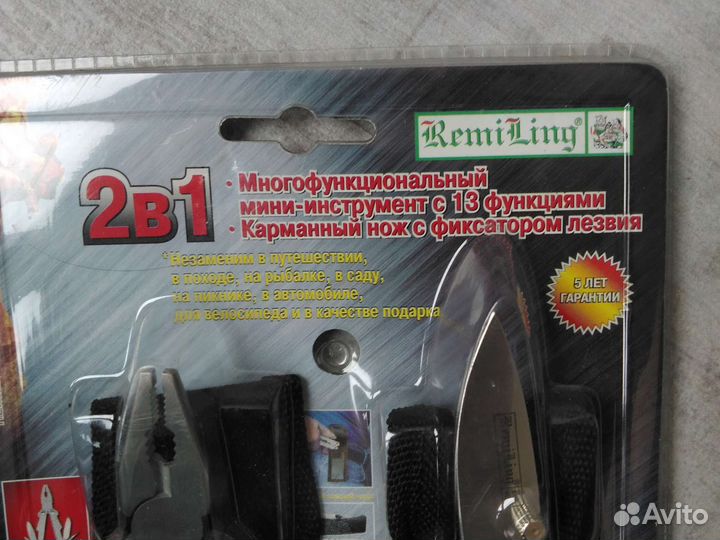 RemiLing®
2в1
• Многофункциональный
мини-инструмент с 13 функциями
• Карманный нож с фиксатором лезвия
*Незаменим в путешествии,
в походе, на рыбалке, в саду,
на пикнике, в автомобиле,
для велосипеда и в качестве подарка
5 ЛЕТ
ГАРАНТИИ
RemiLing
Avito